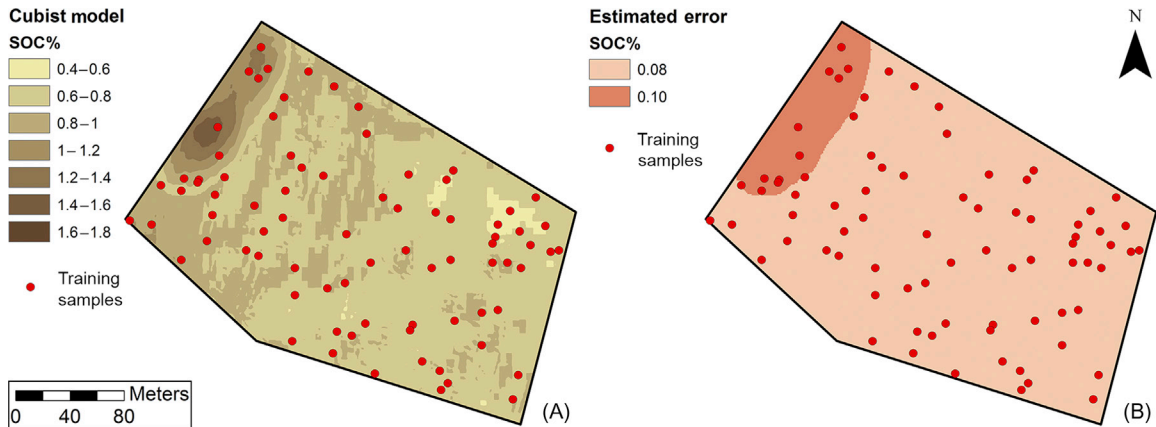 Cubist model
SOC%
0.4–0.6
0.6–0.8
0.8–1
1–1.2
1.2–1.4
1.4–1.6
1.6–1.8
Training
samples
Meters
0 40 80
(A)
Estimated error
SOC%
0.08
0.10
Training
samples
N
(B)